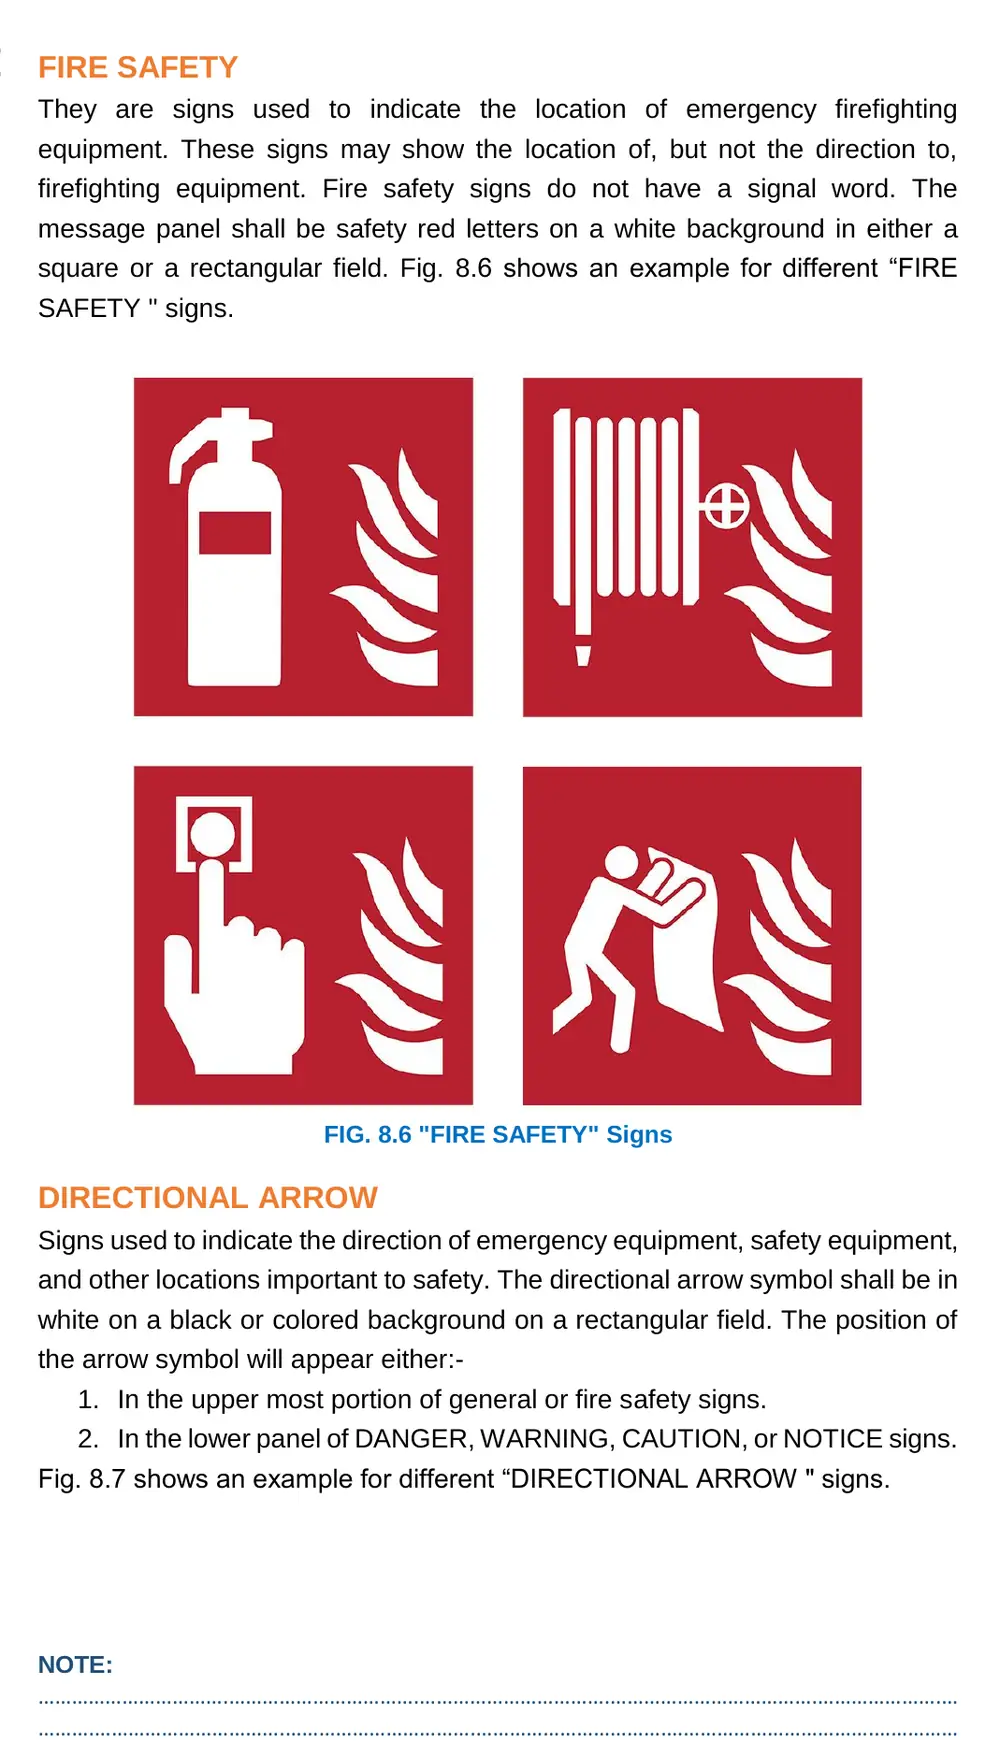 FIRE SAFETY
They are signs used to indicate the location of emergency firefighting
equipment. These signs may show the location of, but not the direction to,
firefighting equipment. Fire safety signs do not have a signal word. The
message panel shall be safety red letters on a white background in either a
square or a rectangular field. Fig. 8.6 shows an example for different “FIRE
SAFETY " signs.
FIG. 8.6 "FIRE SAFETY" Signs
DIRECTIONAL ARROW
Signs used to indicate the direction of emergency equipment, safety equipment,
and other locations important to safety. The directional arrow symbol shall be in
white on a black or colored background on a rectangular field. The position of
the arrow symbol will appear either:-
1. In the upper most portion of general or fire safety signs.
2. In the lower panel of DANGER, WARNING, CAUTION, or NOTICE signs.
Fig. 8.7 shows an example for different “DIRECTIONAL ARROW " signs.
NOTE: